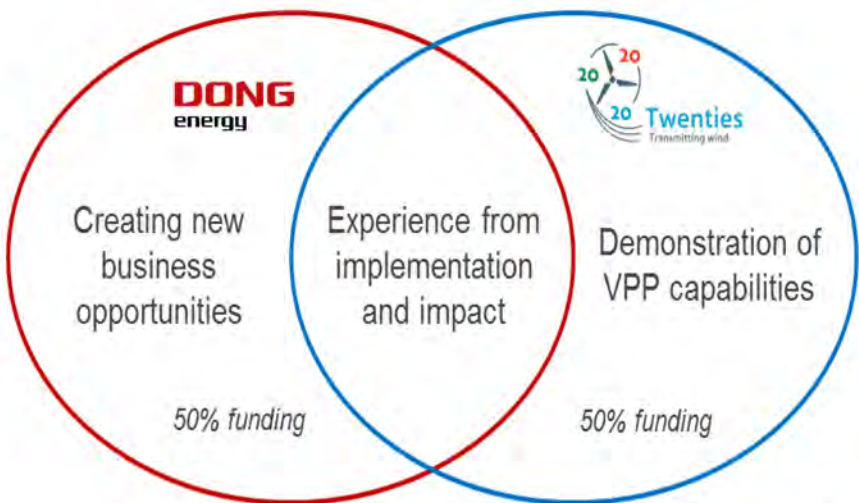 DONG
energy
20
20
20
Twenties
Transmitting wind
Creating new
business
opportunities
Experience from
implementation
and impact
Demonstration of
VPP capabilities
50% funding
50% funding